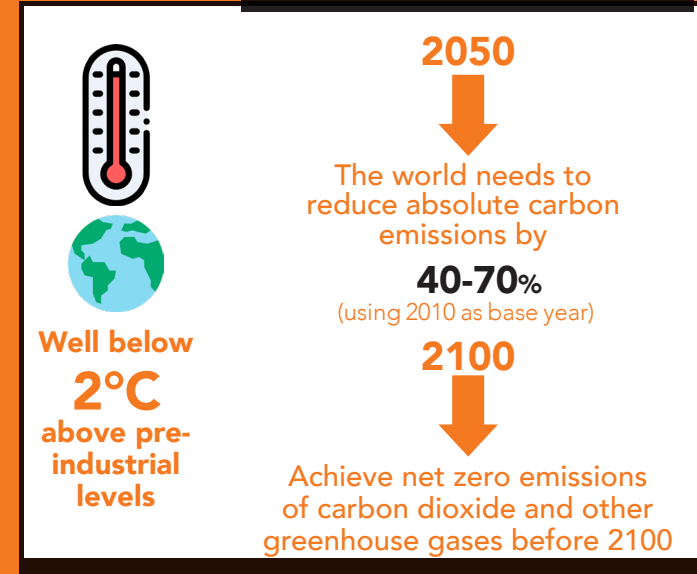 Well below
2°C
above pre-
industrial
levels
2050
The world needs to
reduce absolute carbon
emissions by
40-70%
(using 2010 as base year)
2100
Achieve net zero emissions
of carbon dioxide and other
greenhouse gases before 2100